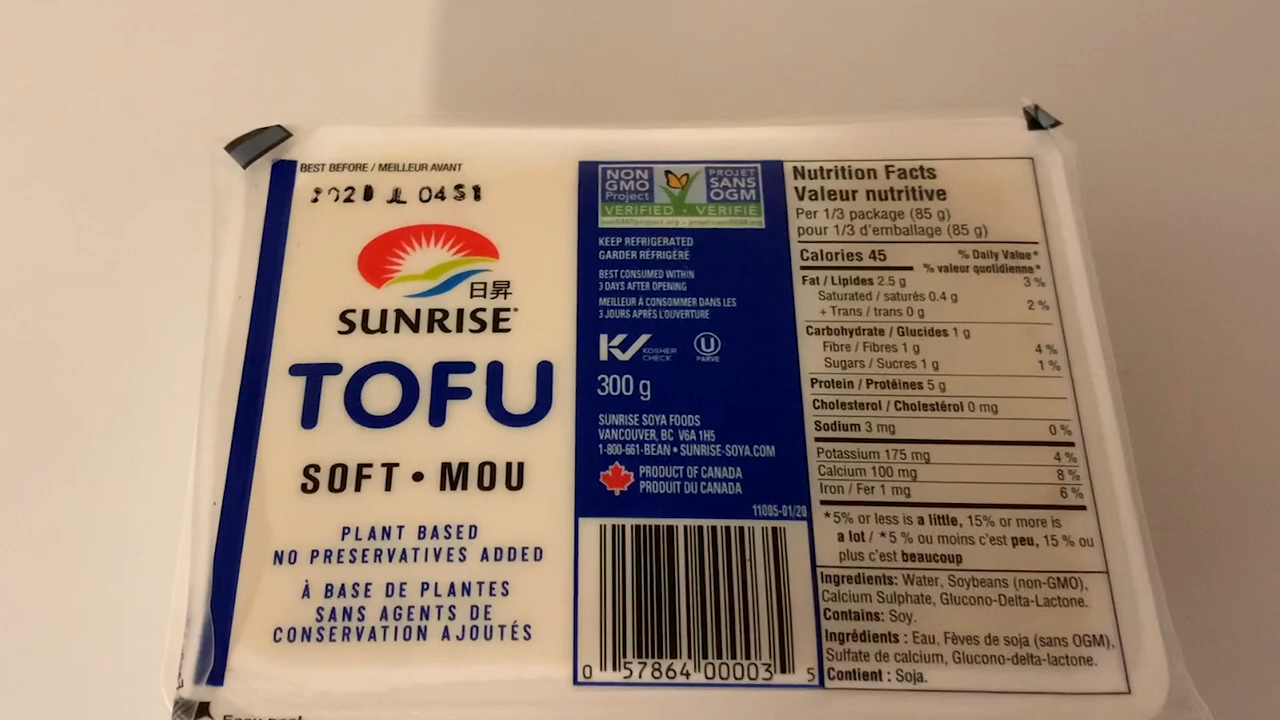 BEST BEFORE / MEILLEUR AVANT
日昇
SUNRISE
TOFU
SOFT • MOU
PLANT BASED
NO PRESERVATIVES ADDED
À BASE DE PLANTES
SANS AGENTS DE
CONSERVATION AJOUTÉS
NON
GMO
Project
PROJET
SANS
OGM
VERIFIED • VERIFIÉ
KEEP REFRIGERATED
GARDER RÉFRIGÉRÉ
BEST CONSUMED WITHIN
3 DAYS AFTER OPENING
MEILLEUR À CONSOMMER DANS LES
3 JOURS APRÈS L'OUVERTURE
KOSHER
CHECK
U
PARVE
300 g
SUNRISE SOYA FOODS
VANCOUVER, BC V6A 1H5
1-800-661-BEAN • SUNRISE-SOYA.COM
PRODUCT OF CANADA
PRODUIT DU CANADA
11005-01/20
0 57864 00003 5
Nutrition Facts
Valeur nutritive
Per 1/3 package (85 g)
pour 1/3 d'emballage (85 g)
Calories 45 % Daily Value*
% valeur quotidienne*
Fat / Lipides 2.5 g 3 %
Saturated / saturés 0.4 g
+ Trans / trans 0 g 2 %
Carbohydrate / Glucides 1 g
Fibre / Fibres 1 g 4 %
Sugars / Sucres 1 g 1 %
Protein / Protéines 5 g
Cholesterol / Cholestérol 0 mg
Sodium 3 mg 0 %
Potassium 175 mg 4 %
Calcium 100 mg 8 %
Iron / Fer 1 mg 6 %
*5% or less is a little, 15% or more is
a lot / *5 % ou moins c'est peu, 15 % ou
plus c'est beaucoup
Ingredients: Water, Soybeans (non-GMO),
Calcium Sulphate, Glucono-Delta-Lactone.
Contains: Soy.
Ingrédients : Eau, Fèves de soja (sans OGM),
Sulfate de calcium, Glucono-delta-lactone.
Contient : Soja.